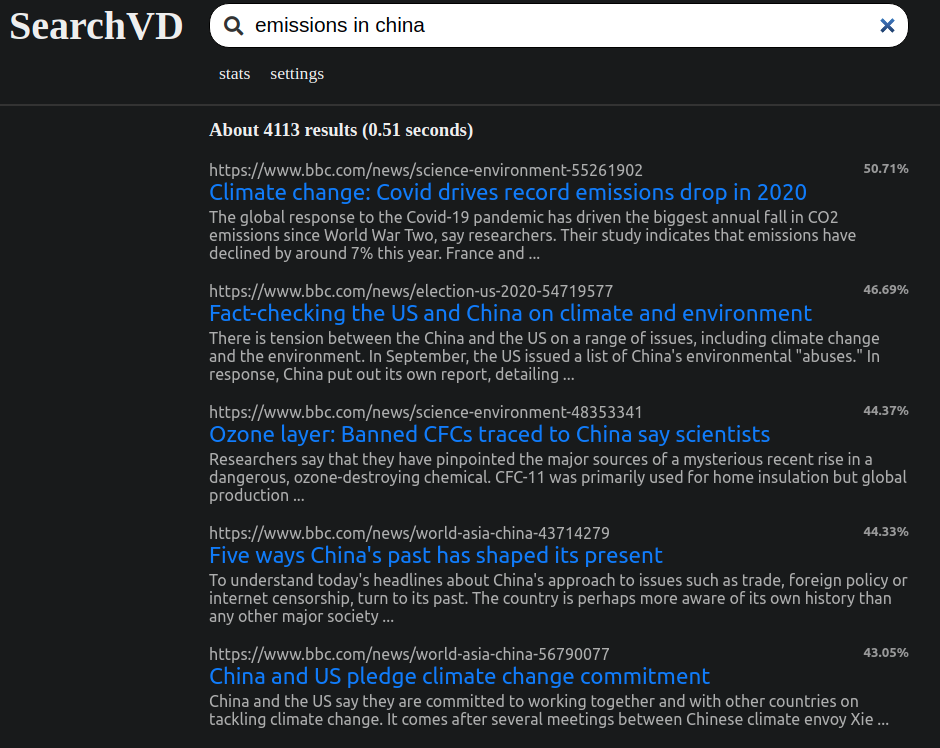 SearchVD
emissions in china
stats settings
About 4113 results (0.51 seconds)
https://www.bbc.com/news/science-environment-55261902 50.71%
Climate change: Covid drives record emissions drop in 2020
The global response to the Covid-19 pandemic has driven the biggest annual fall in CO2
emissions since World War Two, say researchers. Their study indicates that emissions have
declined by around 7% this year. France and ...
https://www.bbc.com/news/election-us-2020-54719577 46.69%
Fact-checking the US and China on climate and environment
There is tension between the China and the US on a range of issues, including climate change
and the environment. In September, the US issued a list of China's environmental "abuses." In
response, China put out its own report, detailing ...
https://www.bbc.com/news/science-environment-48353341 44.37%
Ozone layer: Banned CFCs traced to China say scientists
Researchers say that they have pinpointed the major sources of a mysterious recent rise in a
dangerous, ozone-destroying chemical. CFC-11 was primarily used for home insulation but global
production ...
https://www.bbc.com/news/world-asia-china-43714279 44.33%
Five ways China's past has shaped its present
To understand today's headlines about China's approach to issues such as trade, foreign policy or
internet censorship, turn to its past. The country is perhaps more aware of its own history than
any other major society ...
https://www.bbc.com/news/world-asia-china-56790077 43.05%
China and US pledge climate change commitment
China and the US say they are committed to working together and with other countries on
tackling climate change. It comes after several meetings between Chinese climate envoy Xie ...